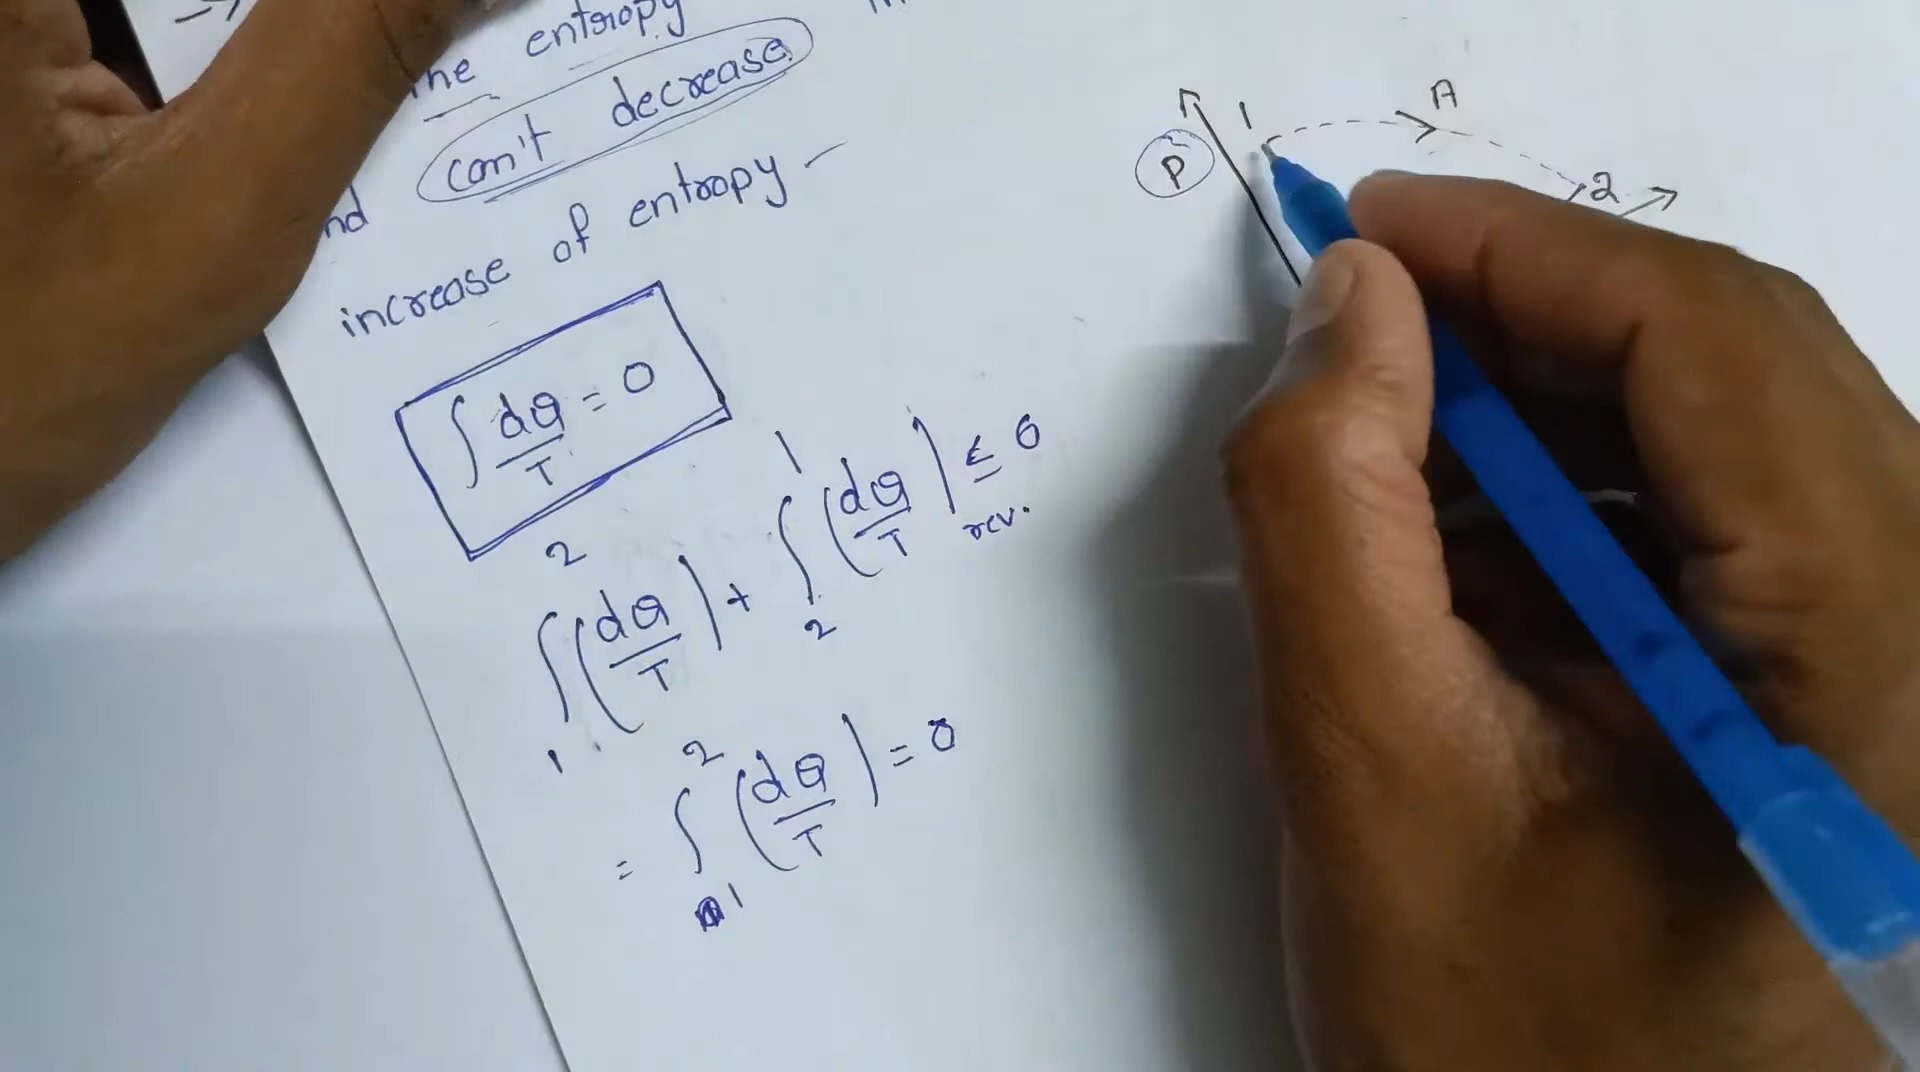 the entropy
can't decrease
nd
increase of entropy -
∫ dQ/T = 0
∫₁² (dQ/T) + ∫₂¹ (dQ/T) rev. ≤ 0
= ∫₁² (dQ/T) = 0
P 1 A 2